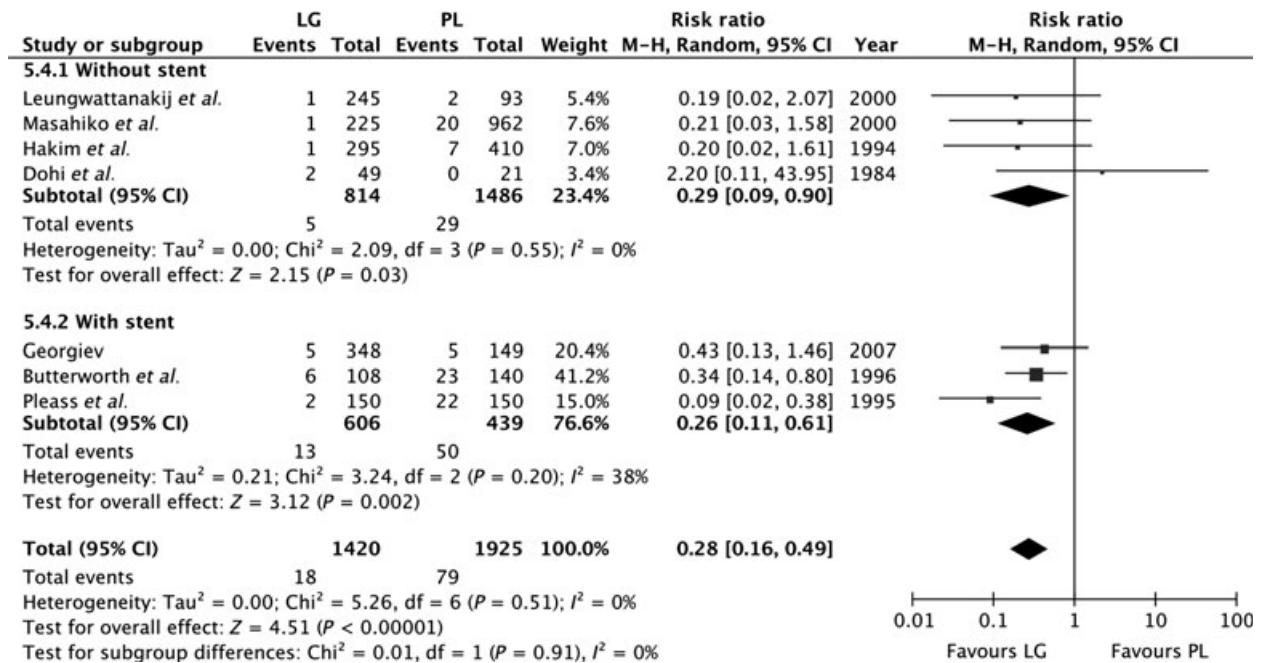 LG PL Risk ratio Risk ratio
Study or subgroup Events Total Events Total Weight M–H, Random, 95% CI Year M–H, Random, 95% CI
5.4.1 Without stent
Leungwattanakij et al. 1 245 2 93 5.4% 0.19 [0.02, 2.07] 2000
Masahiko et al. 1 225 20 962 7.6% 0.21 [0.03, 1.58] 2000
Hakim et al. 1 295 7 410 7.0% 0.20 [0.02, 1.61] 1994
Dohi et al. 2 49 0 21 3.4% 2.20 [0.11, 43.95] 1984
Subtotal (95% CI) 814 1486 23.4% 0.29 [0.09, 0.90]
Total events 5 29
Heterogeneity: Tau² = 0.00; Chi² = 2.09, df = 3 (P = 0.55); I² = 0%
Test for overall effect: Z = 2.15 (P = 0.03)
5.4.2 With stent
Georgiev 5 348 5 149 20.4% 0.43 [0.13, 1.46] 2007
Butterworth et al. 6 108 23 140 41.2% 0.34 [0.14, 0.80] 1996
Pleass et al. 2 150 22 150 15.0% 0.09 [0.02, 0.38] 1995
Subtotal (95% CI) 606 439 76.6% 0.26 [0.11, 0.61]
Total events 13 50
Heterogeneity: Tau² = 0.21; Chi² = 3.24, df = 2 (P = 0.20); I² = 38%
Test for overall effect: Z = 3.12 (P = 0.002)
Total (95% CI) 1420 1925 100.0% 0.28 [0.16, 0.49]
Total events 18 79
Heterogeneity: Tau² = 0.00; Chi² = 5.26, df = 6 (P = 0.51); I² = 0%
Test for overall effect: Z = 4.51 (P < 0.00001)
Test for subgroup differences: Chi² = 0.01, df = 1 (P = 0.91), I² = 0%
0.01 0.1 1 10 100
Favours LG Favours PL